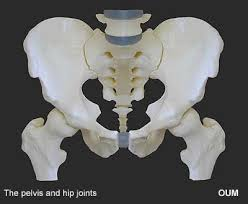 The pelvis and hip joints
OUM